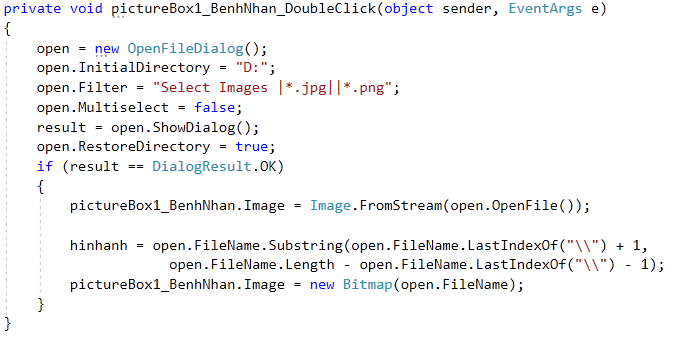 private void pictureBox1_BenhNhan_DoubleClick(object sender, EventArgs e)
{
    open = new OpenFileDialog();
    open.InitialDirectory = "D:";
    open.Filter = "Select Images |*.jpg||*.png";
    open.Multiselect = false;
    result = open.ShowDialog();
    open.RestoreDirectory = true;
    if (result == DialogResult.OK)
    {
        pictureBox1_BenhNhan.Image = Image.FromStream(open.OpenFile());

        hinhanh = open.FileName.Substring(open.FileName.LastIndexOf("\\") + 1,
                    open.FileName.Length - open.FileName.LastIndexOf("\\") - 1);
        pictureBox1_BenhNhan.Image = new Bitmap(open.FileName);
    }
}